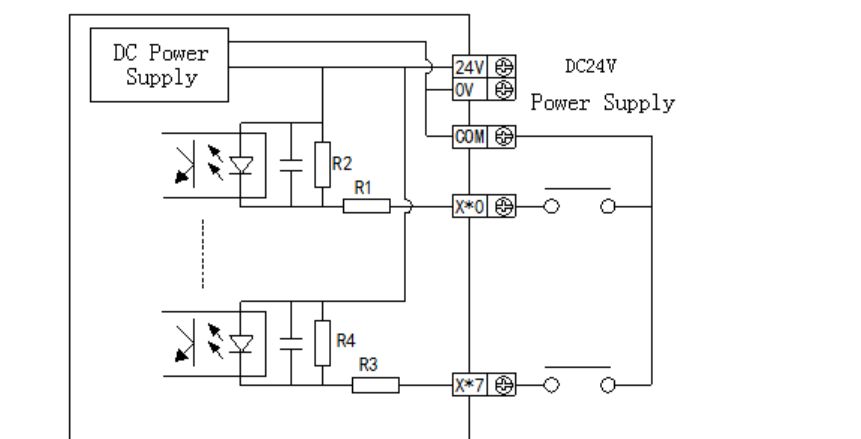 DC Power
Supply
24V
0V
DC24V
Power Supply
COM
R2
R1
X*0
R4
R3
X*7